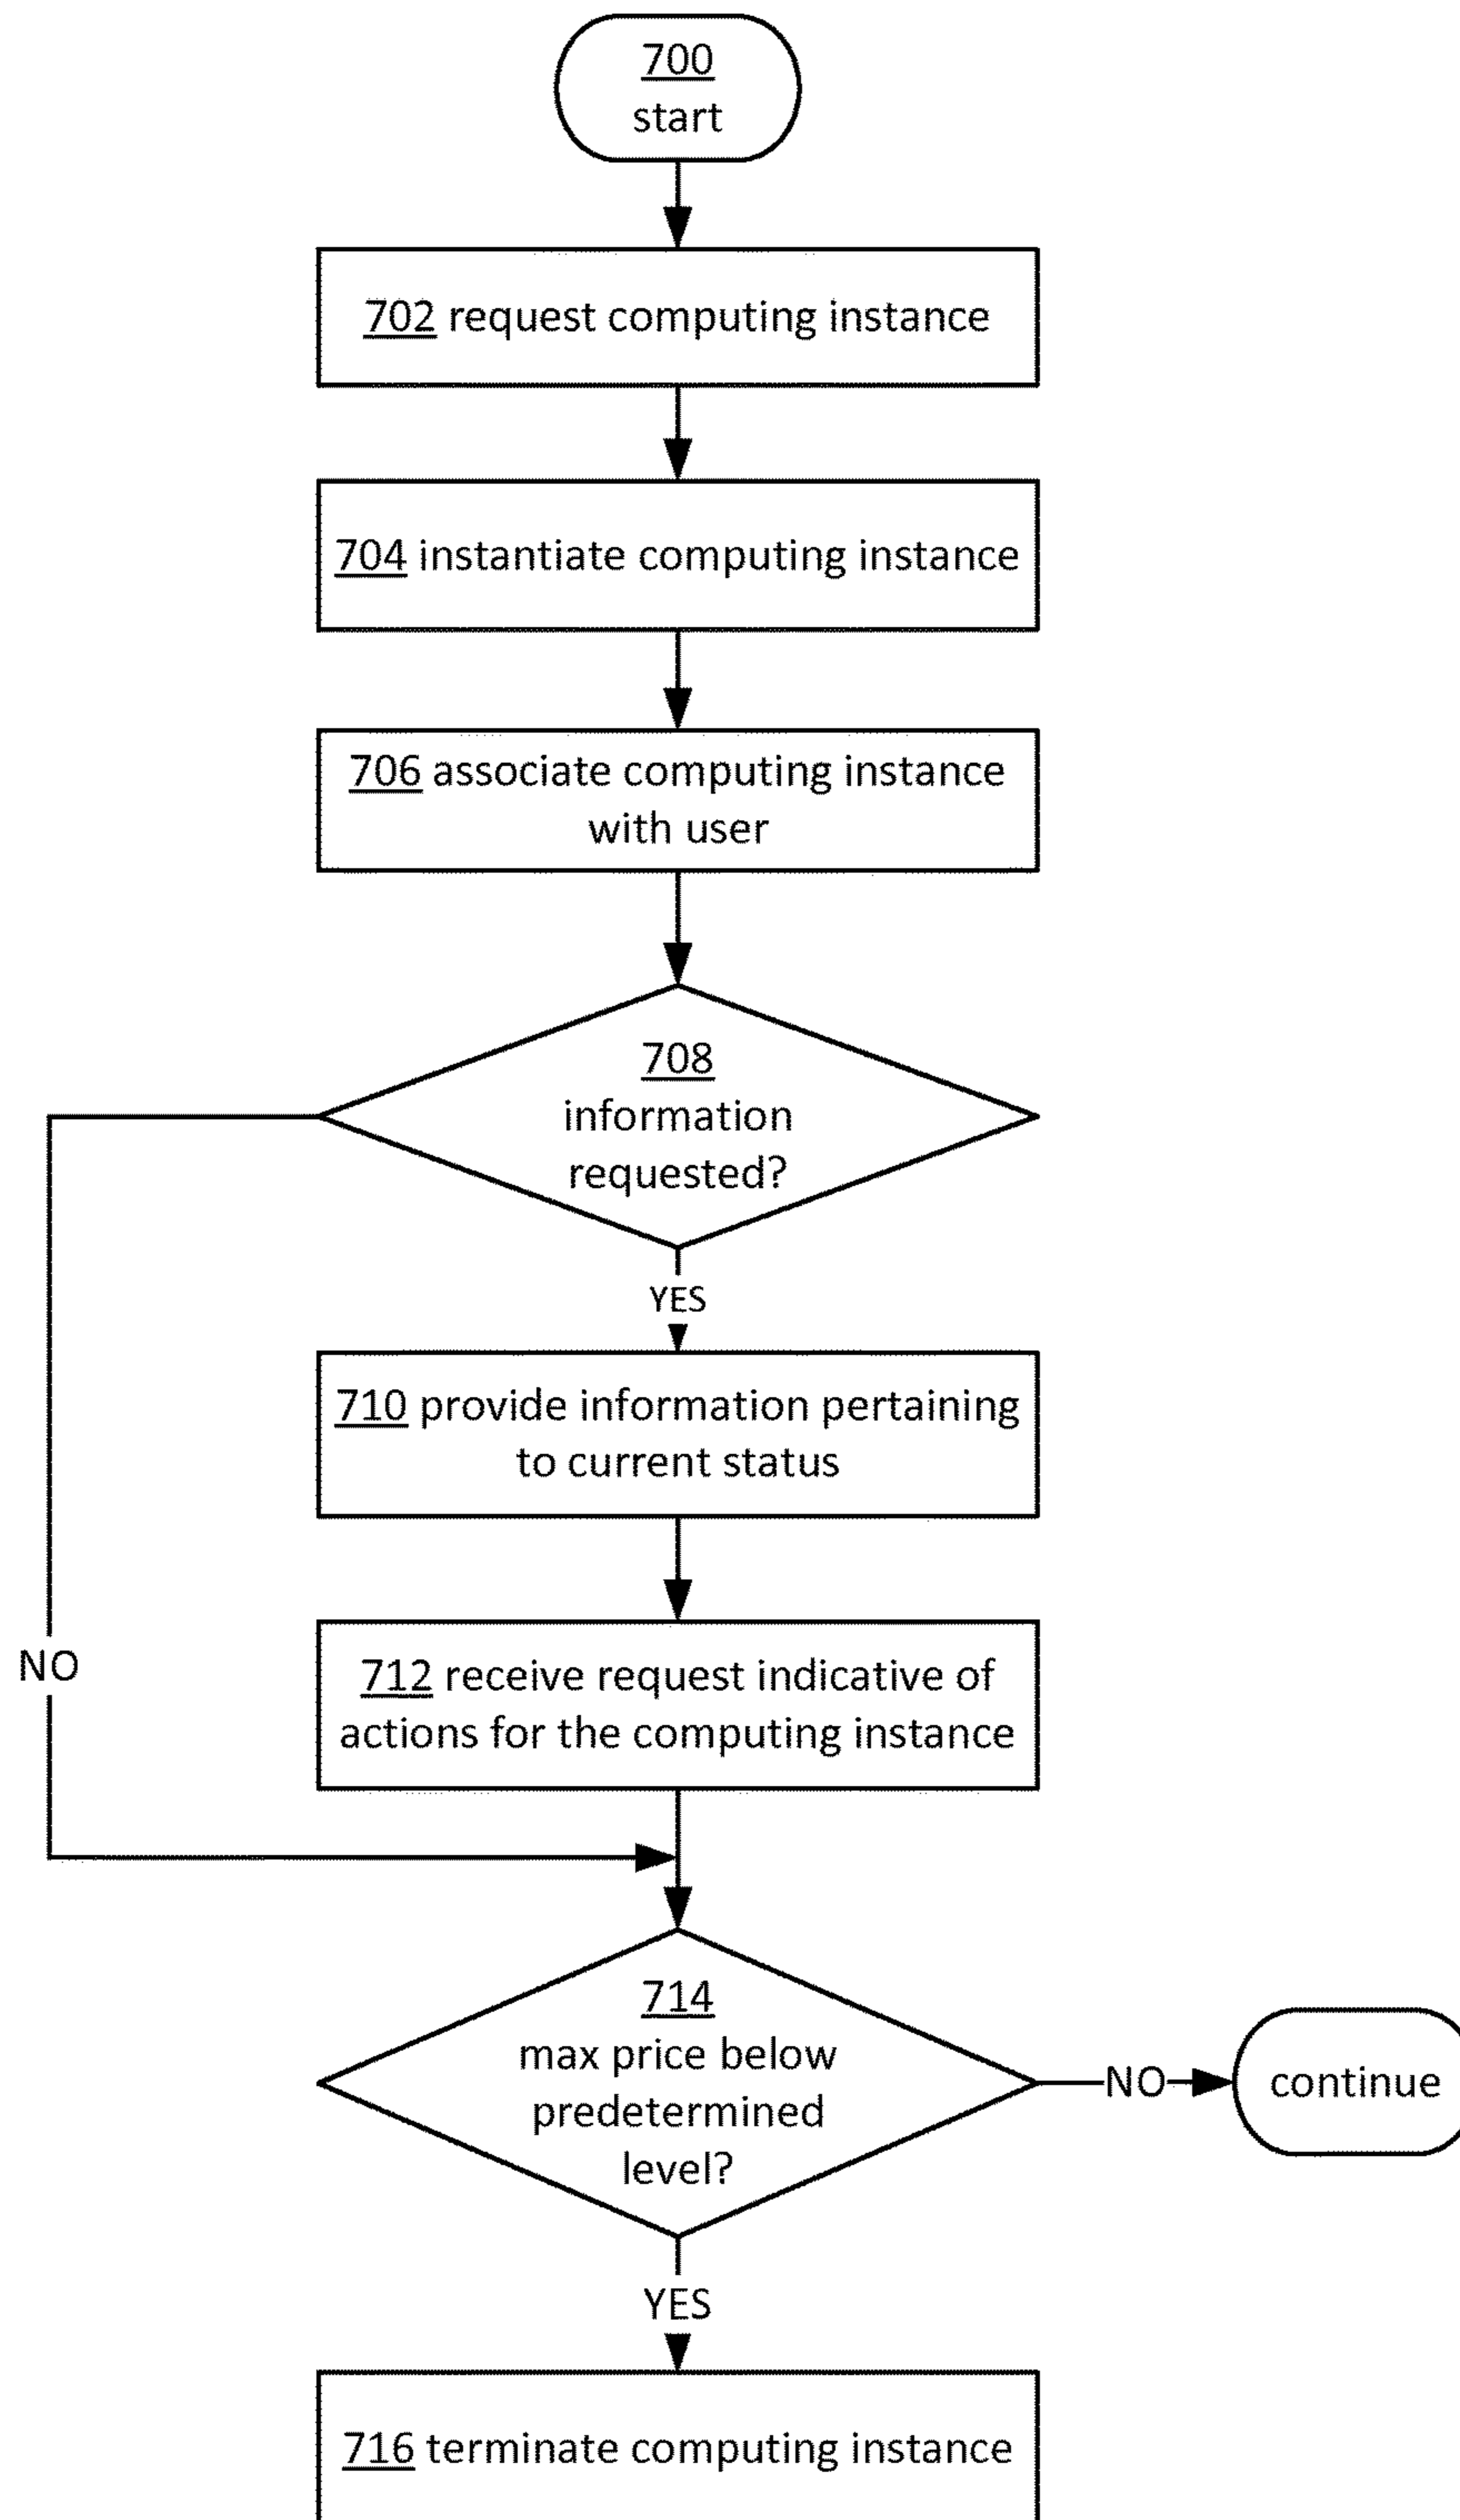 700
start
702 request computing instance
704 instantiate computing instance
706 associate computing instance
with user
708
information
requested?
YES
710 provide information pertaining
to current status
NO
712 receive request indicative of
actions for the computing instance
714
max price below
predetermined
level?
NO
continue
YES
716 terminate computing instance